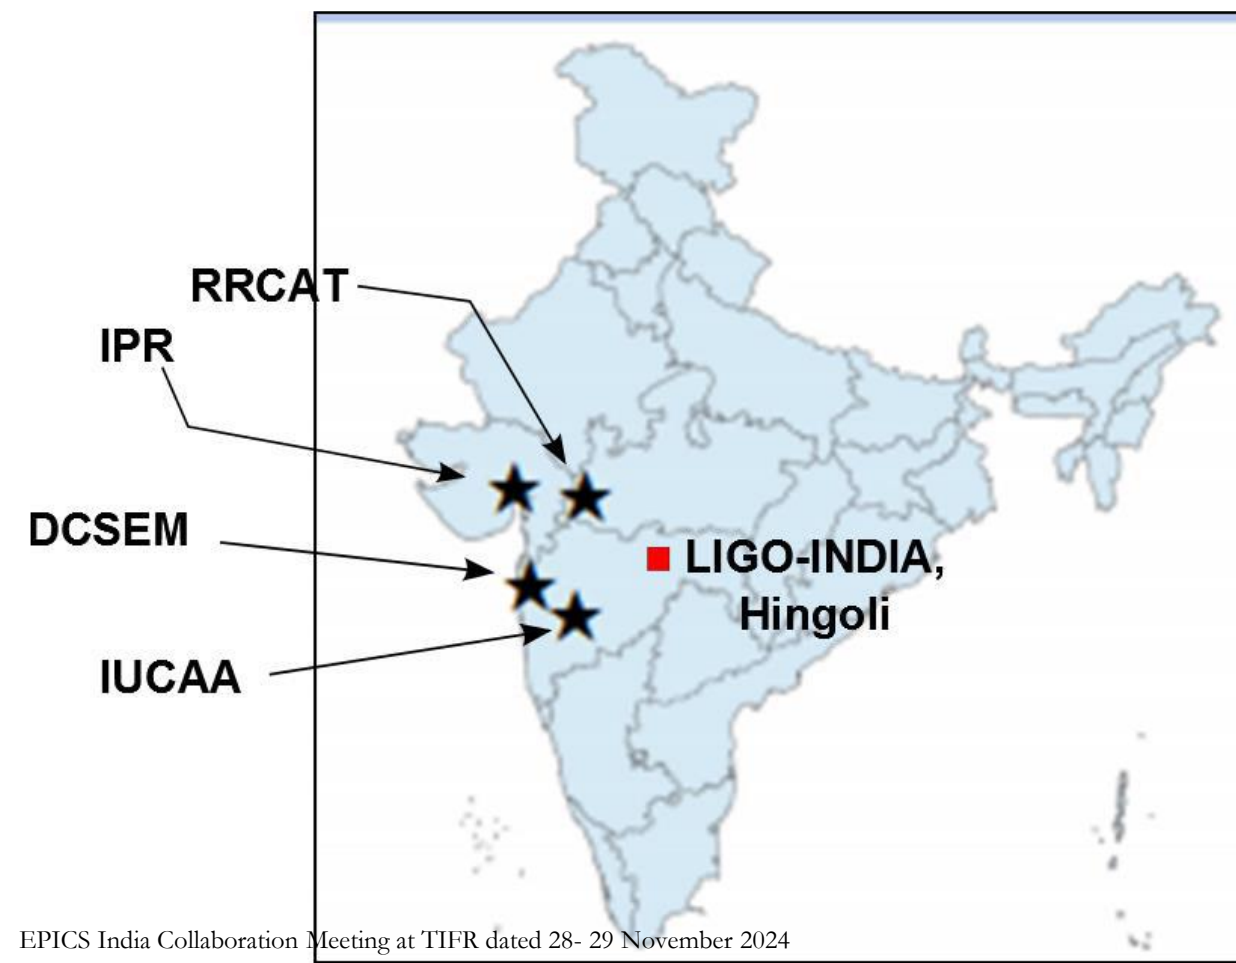 RRCAT
IPR
DCSEM
LIGO-INDIA,
Hingoli
IUCAA
EPICS India Collaboration Meeting at TIFR dated 28- 29 November 2024